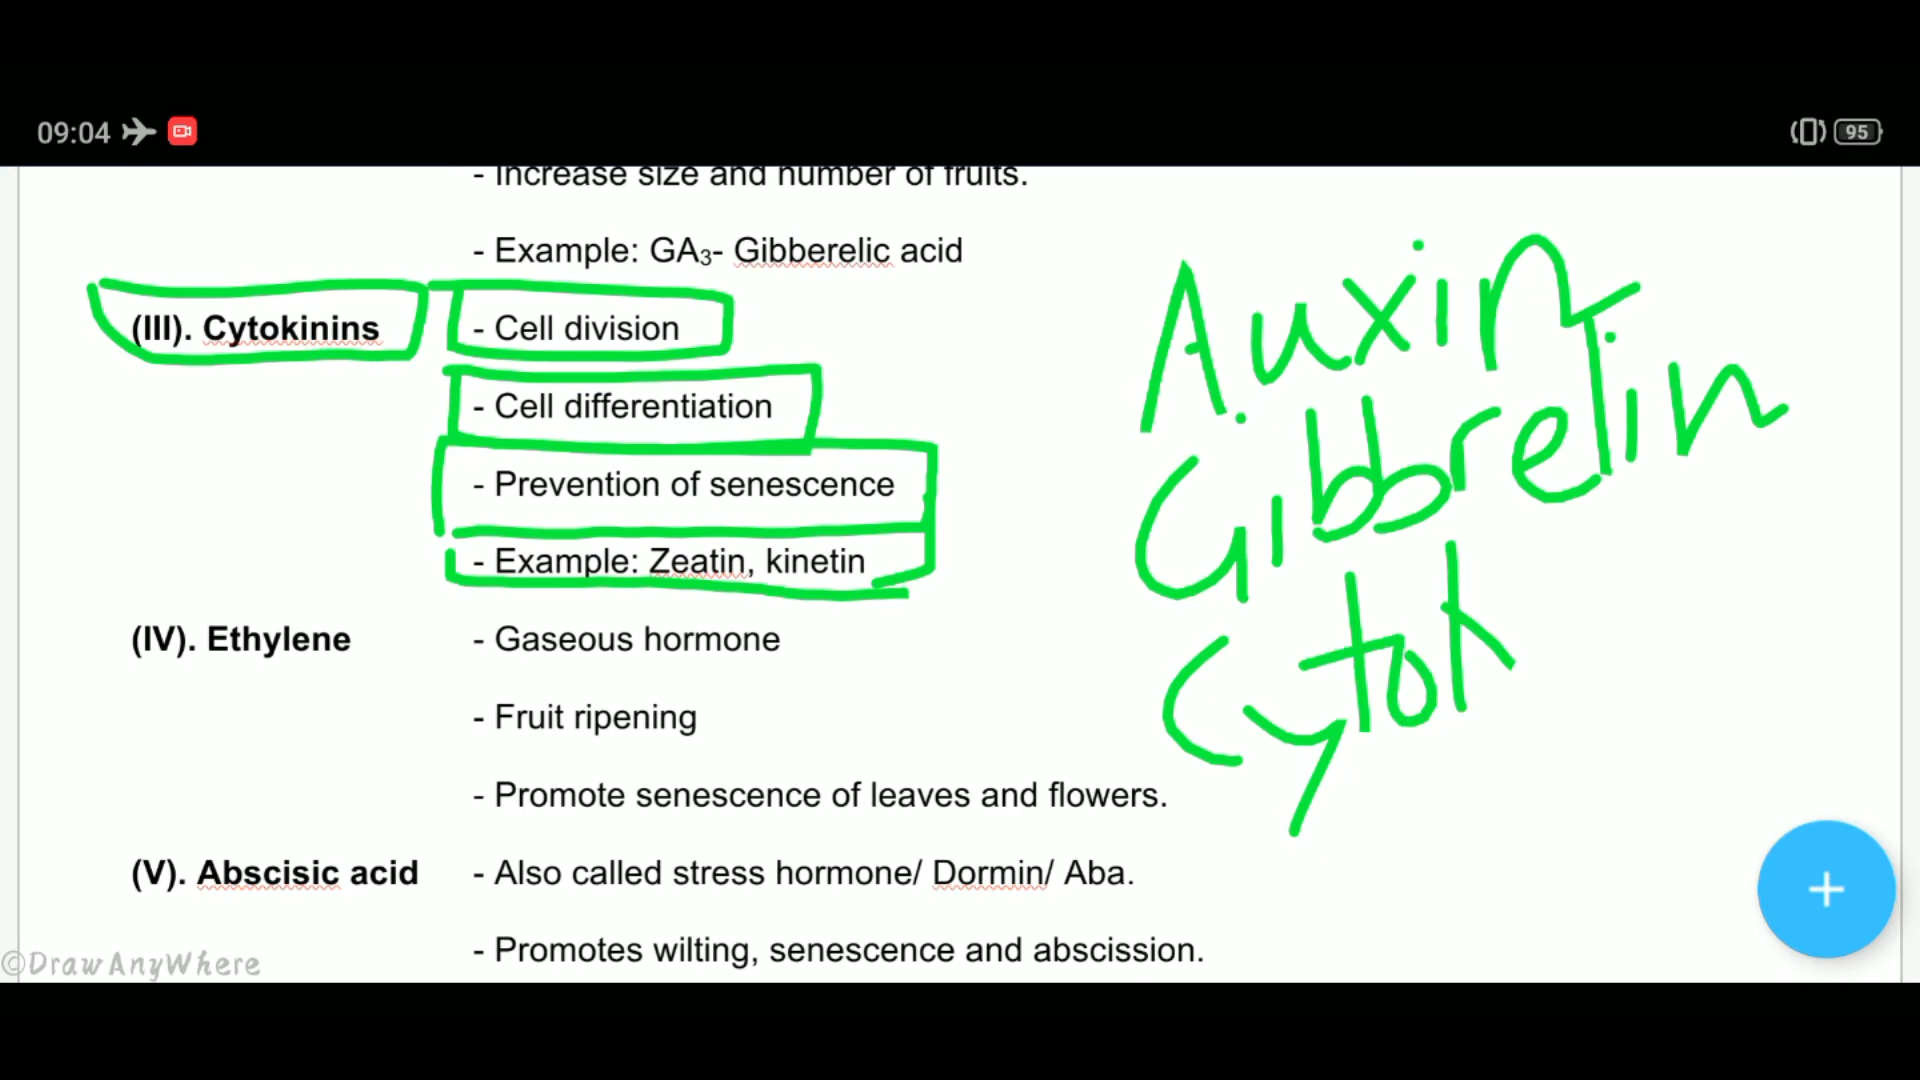 09:04
95
- Increase size and number of fruits.
- Example: GA₃- Gibberelic acid
(III). Cytokinins - Cell division
- Cell differentiation
- Prevention of senescence
- Example: Zeatin, kinetin
(IV). Ethylene - Gaseous hormone
- Fruit ripening
- Promote senescence of leaves and flowers.
(V). Abscisic acid - Also called stress hormone/ Dormin/ Aba.
- Promotes wilting, senescence and abscission.
Auxin
Gibbrelin
Cytok
©DrawAnyWhere